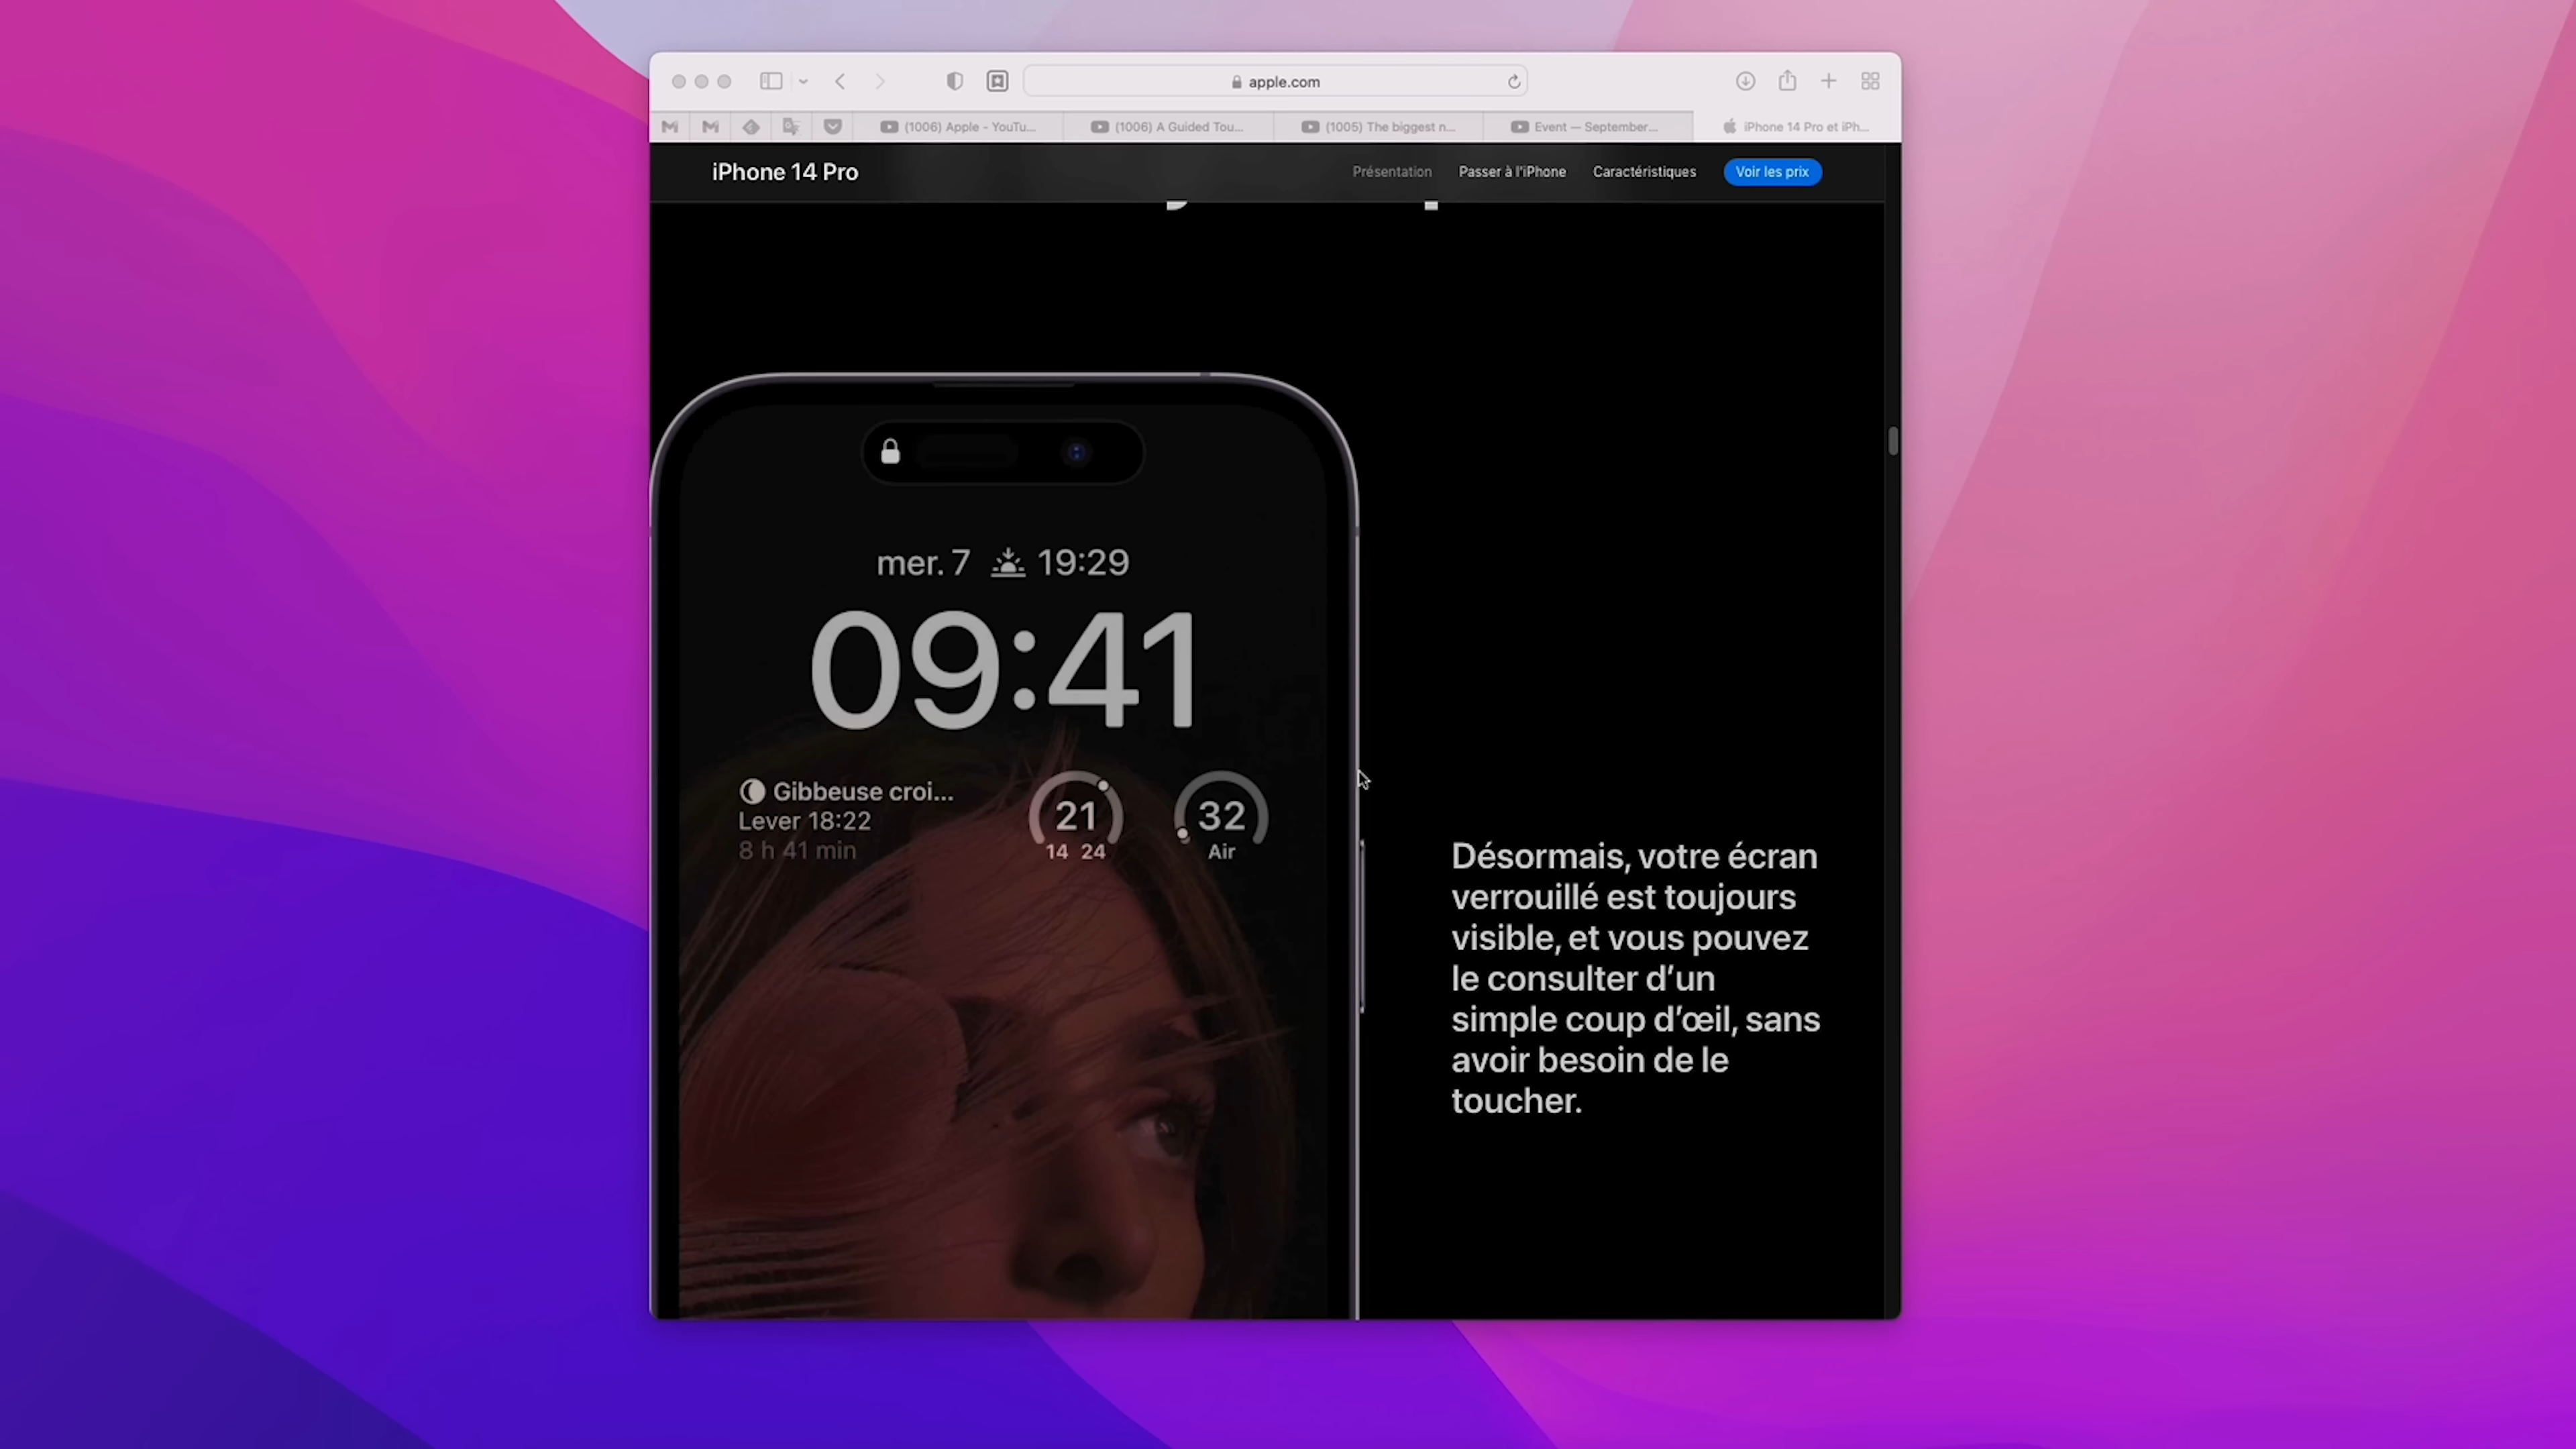 apple.com
(1006) Apple - YouTu...
(1006) A Guided Tou...
(1005) The biggest n...
Event — September...
iPhone 14 Pro et iPh...
iPhone 14 Pro
Présentation
Passer à l'iPhone
Caractéristiques
Voir les prix
mer. 7 19:29
09:41
Gibbeuse croi...
Lever 18:22
8 h 41 min
21
14 24
32
Air
Désormais, votre écran
verrouillé est toujours
visible, et vous pouvez
le consulter d’un
simple coup d’œil, sans
avoir besoin de le
toucher.